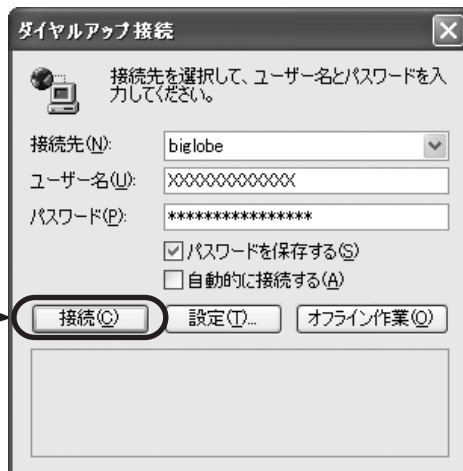 ダイヤルアップ接続
接続先を選択して、ユーザー名とパスワードを入
力してください。
接続先(N): biglobe
ユーザー名(U): XXXXXXXXXXXX
パスワード(P): ****************
パスワードを保存する(S)
自動的に接続する(A)
接続(C) 設定(T)... オフライン作業(O)